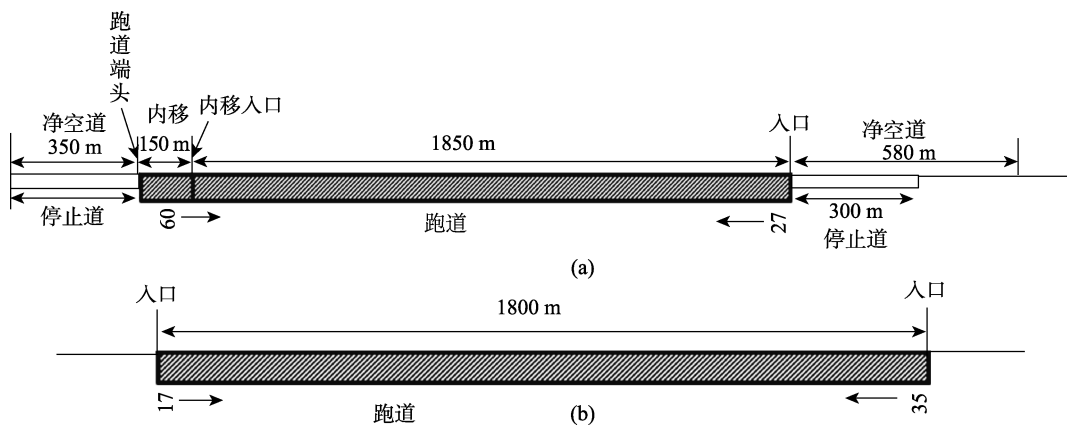 跑道端头
净空道
350 m
内移
150 m
内移入口
1850 m
入口
净空道
580 m
停止道
60
跑道
27
300 m
停止道
(a)
入口
1800 m
入口
17
跑道
(b)
35